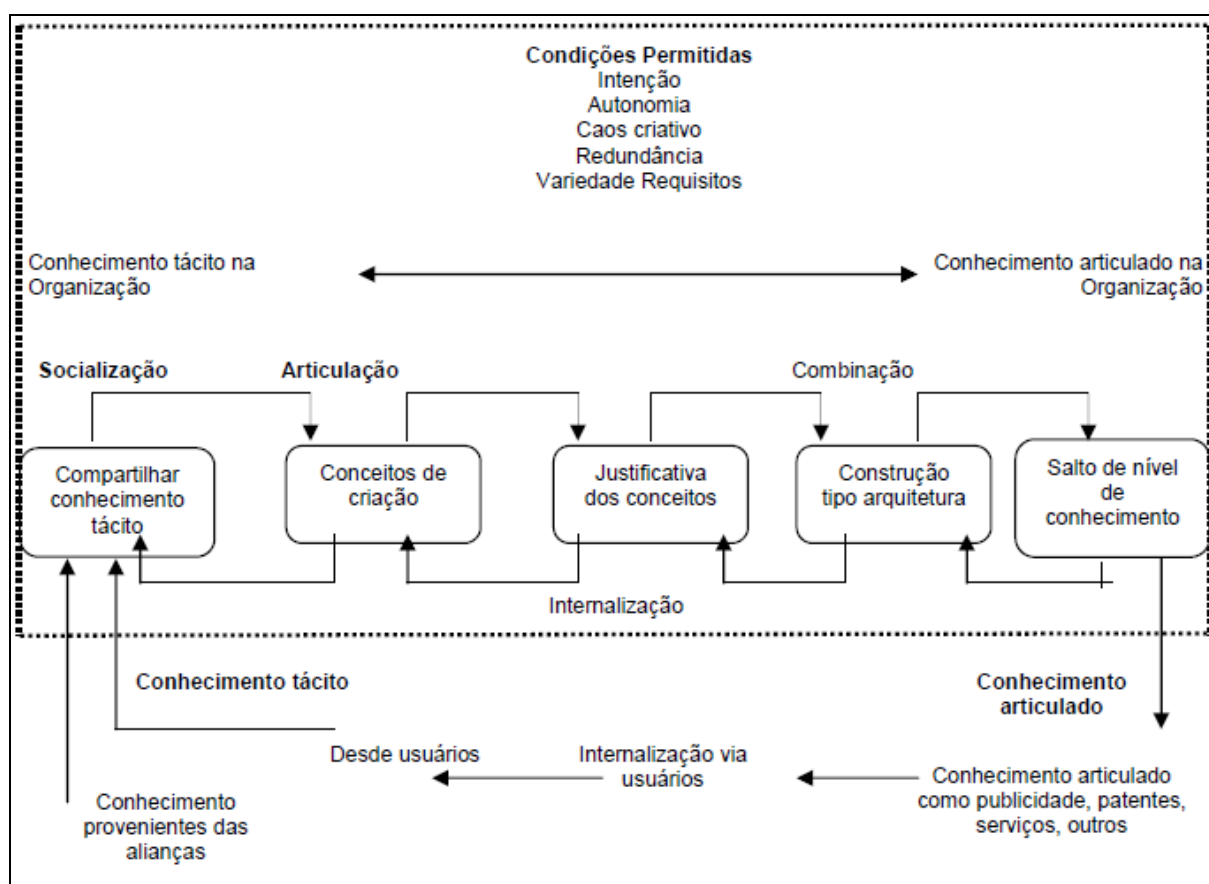 Condições Permitidas
Intenção
Autonomia
Caos criativo
Redundância
Variedade Requisitos
Conhecimento tácito na
Organização
Conhecimento articulado na
Organização
Socialização
Articulação
Combinação
Compartilhar
conhecimento
tácito
Conceitos de
criação
Justificativa
dos conceitos
Construção
tipo arquitetura
Salto de nível
de
conhecimento
Internalização
Conhecimento tácito
Conhecimento
articulado
Desde usuários
Internalização via
usuários
Conhecimento articulado
como publicidade, patentes,
serviços, outros
Conhecimento
provenientes das
alianças